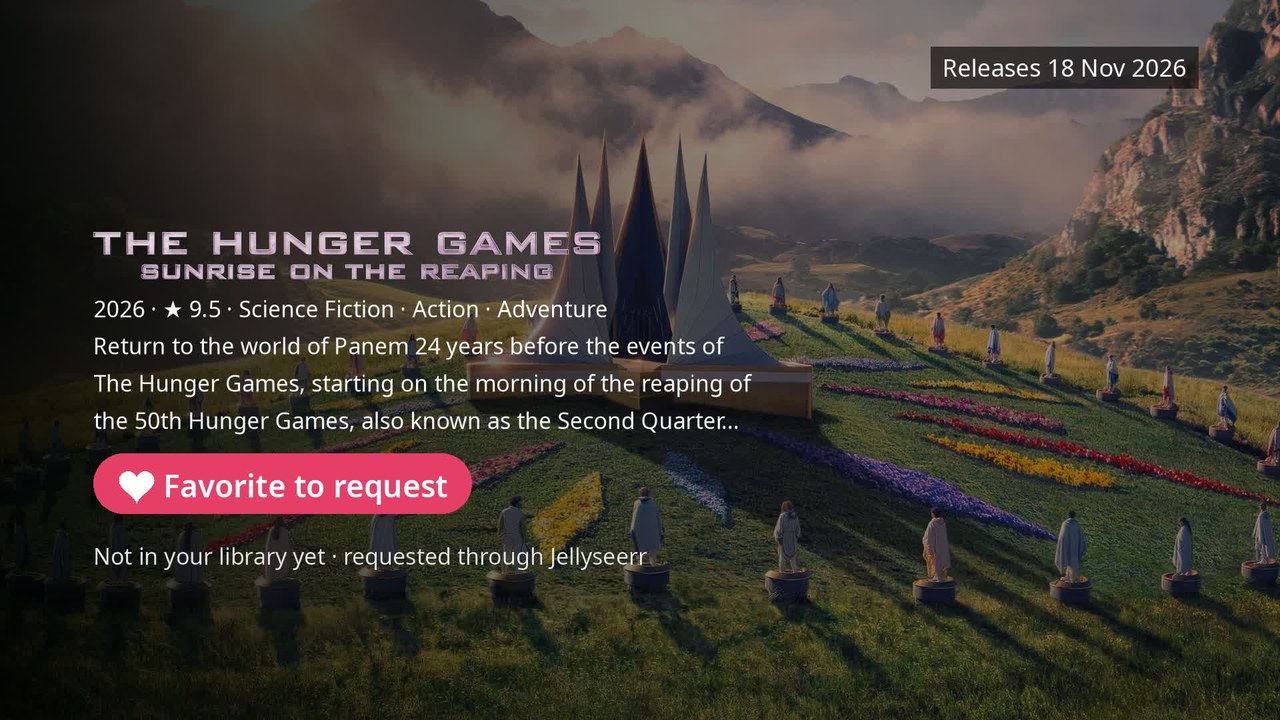 Releases 18 Nov 2026
THE HUNGER GAMES
SUNRISE ON THE REAPING
2026 · ★ 9.5 · Science Fiction · Action · Adventure
Return to the world of Panem 24 years before the events of
The Hunger Games, starting on the morning of the reaping of
the 50th Hunger Games, also known as the Second Quarter...
♥ Favorite to request
Not in your library yet · requested through Jellyseerr